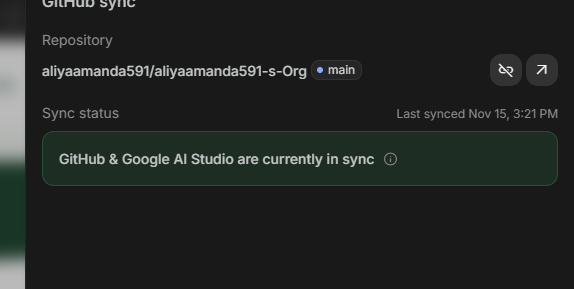 GitHub sync
Repository
aliyaamanda591/aliyaamanda591-s-Org main
Sync status Last synced Nov 15, 3:21 PM
GitHub & Google AI Studio are currently in sync